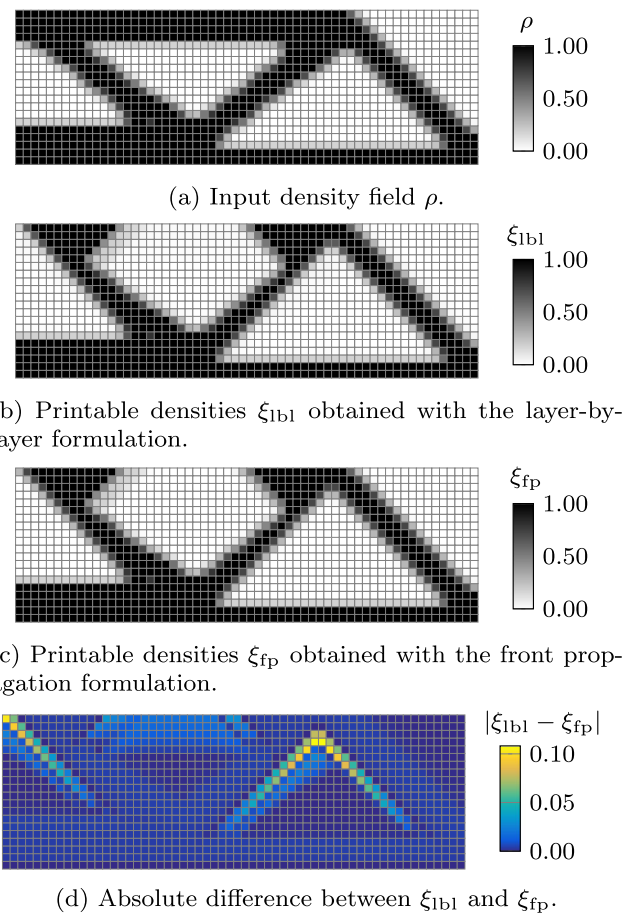 ρ
1.00
0.50
0.00
(a) Input density field ρ.
ξlbl
1.00
0.50
0.00
b) Printable densities ξlbl obtained with the layer-by-
ayer formulation.
ξfp
1.00
0.50
0.00
c) Printable densities ξfp obtained with the front prop-
agation formulation.
|ξlbl − ξfp|
0.10
0.05
0.00
(d) Absolute difference between ξlbl and ξfp.